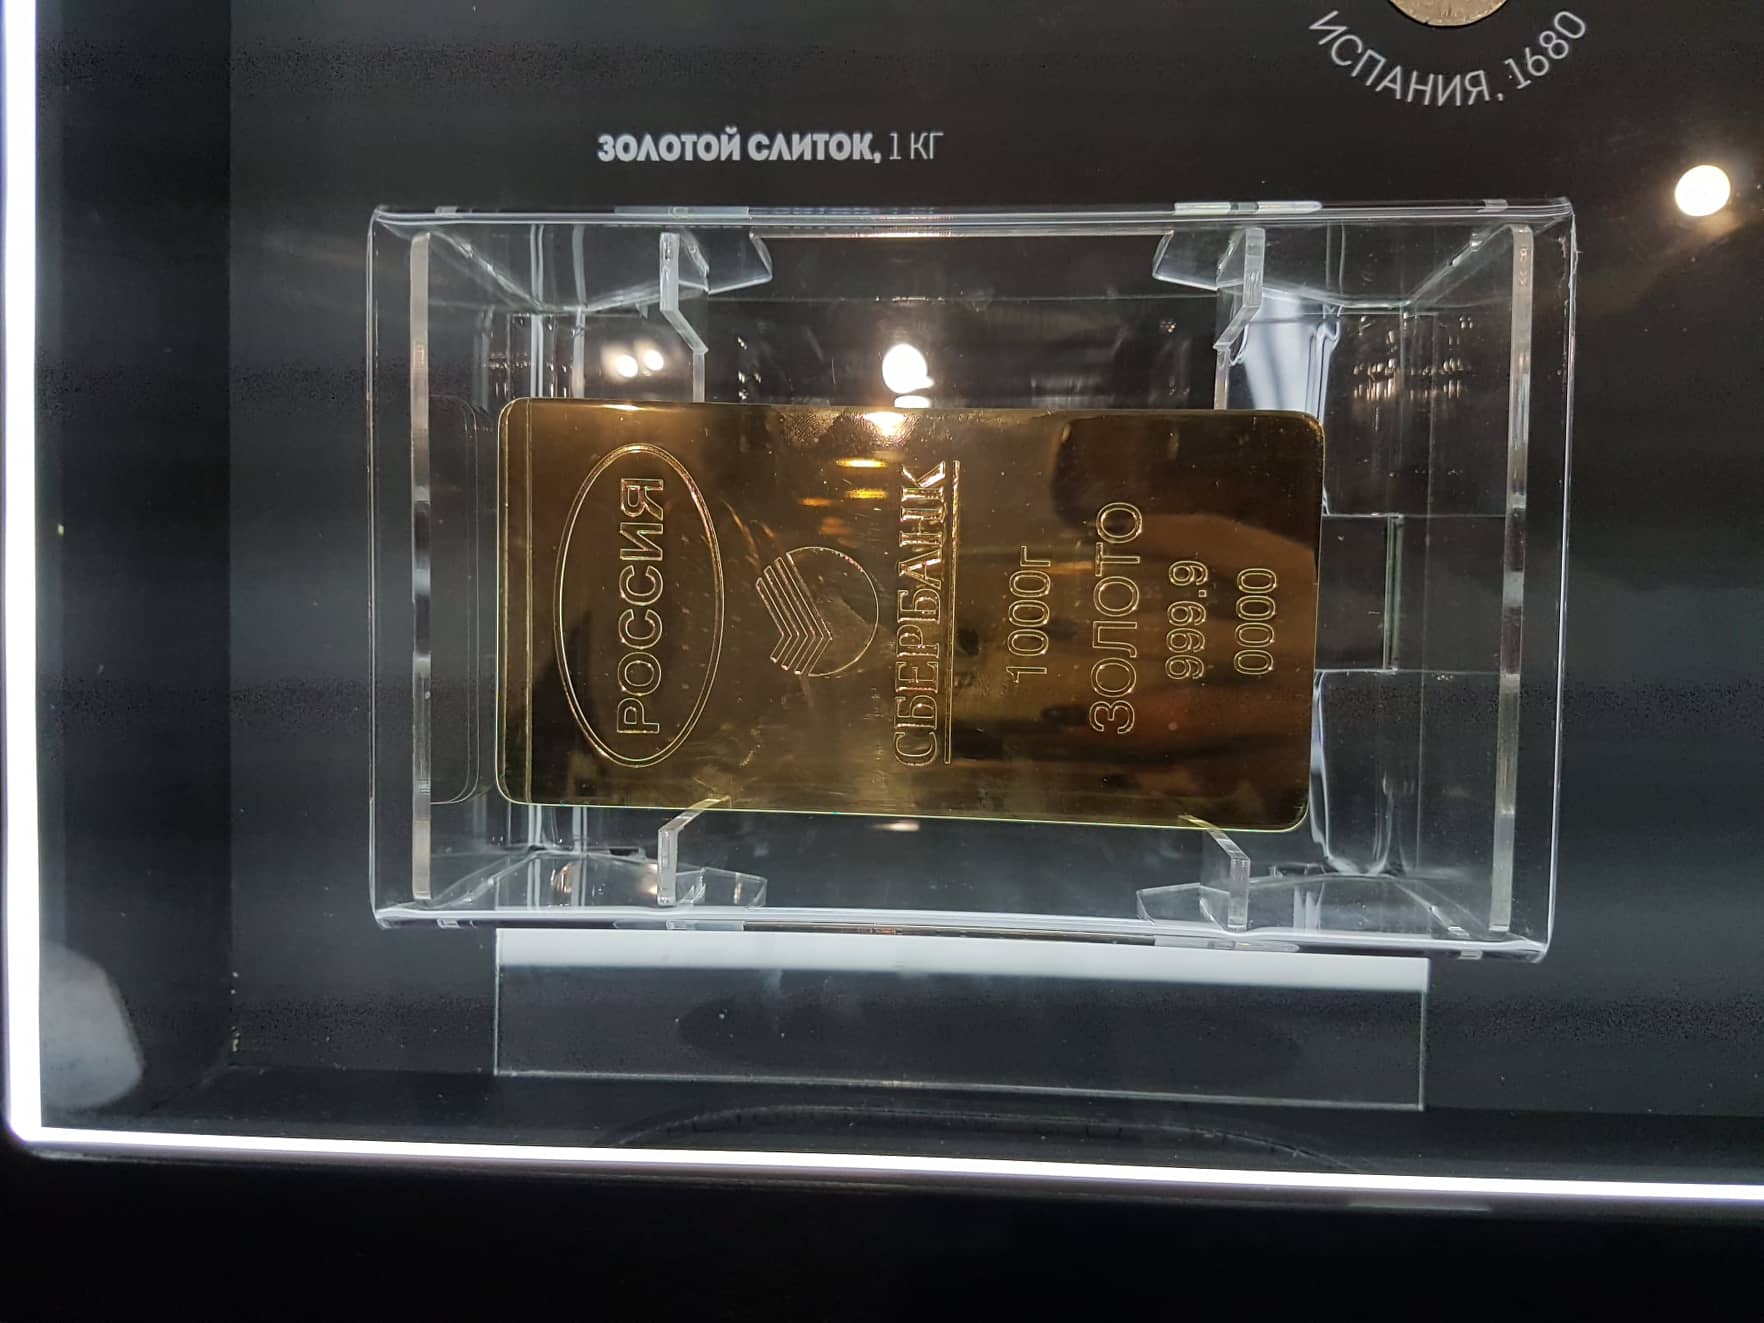 ИСПАНИЯ, 1680
ЗОЛОТОЙ СЛИТОК, 1 КГ
РОССИЯ
СБЕРБАНК
1000г
ЗОЛОТО
999.9
0000